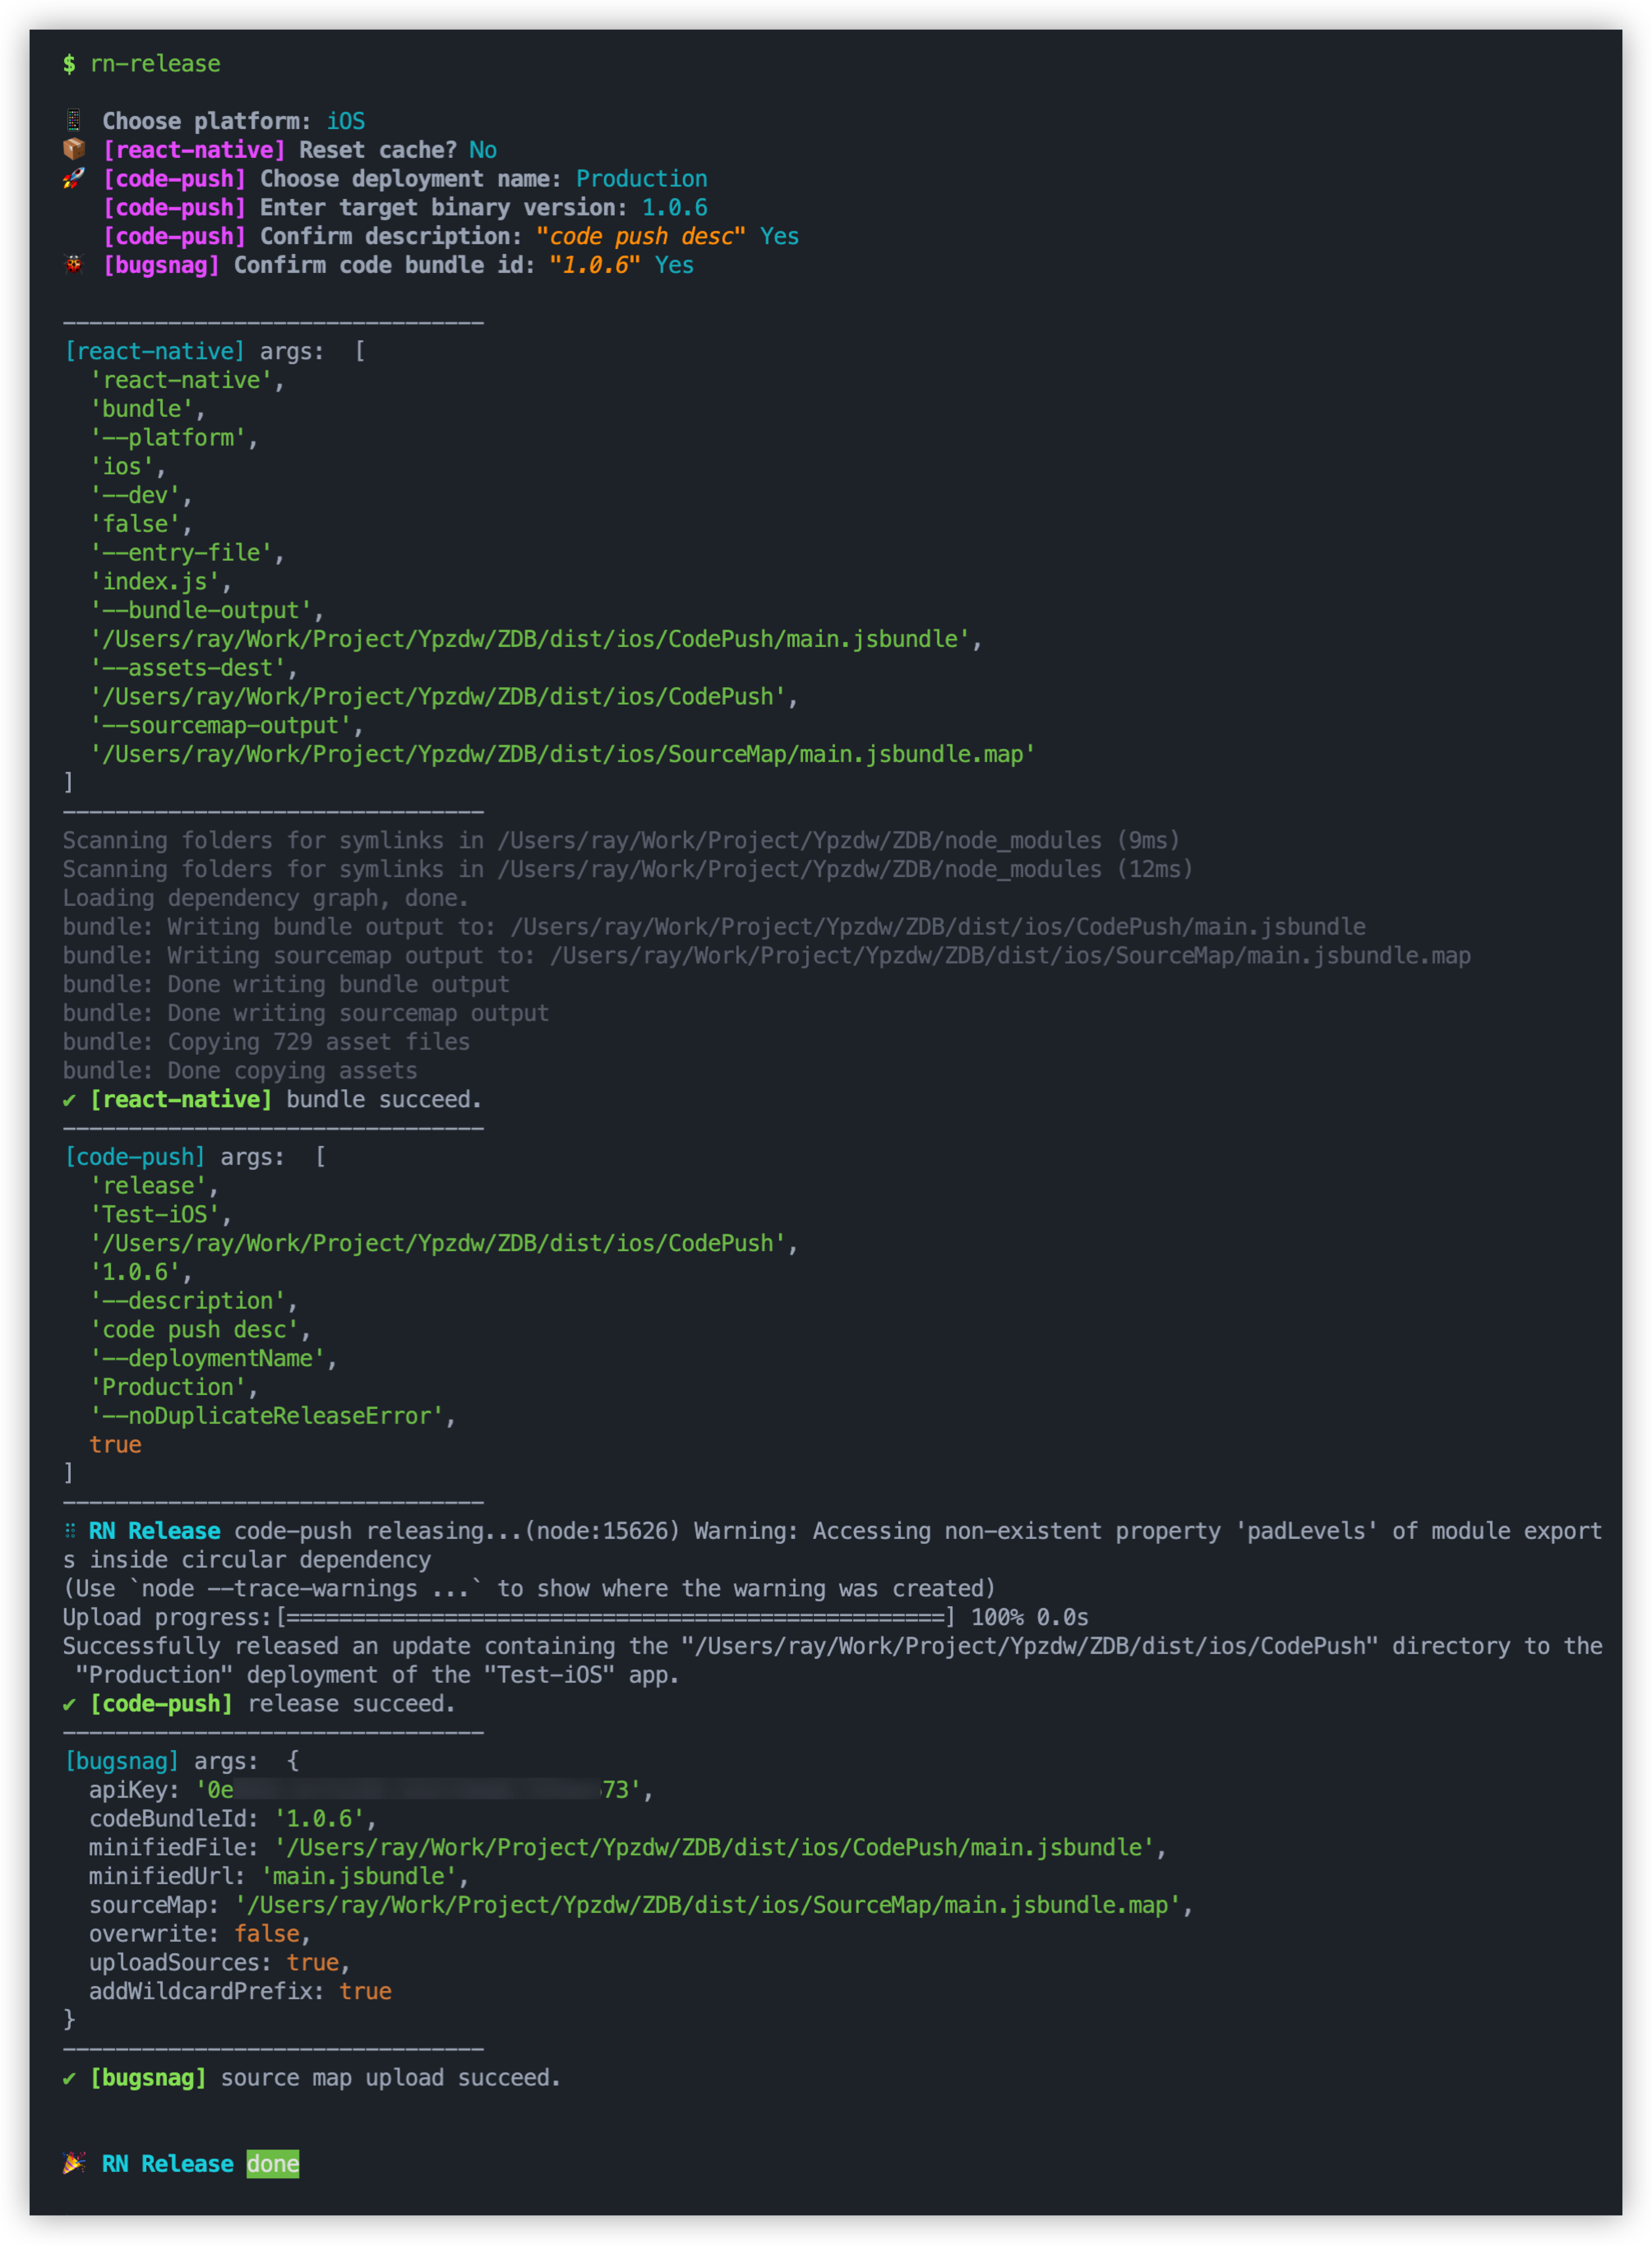 $ rn-release
Choose platform: iOS
[react-native] Reset cache? No
[code-push] Choose deployment name: Production
[code-push] Enter target binary version: 1.0.6
[code-push] Confirm description: "code push desc" Yes
[bugsnag] Confirm code bundle id: "1.0.6" Yes
————————————————————————————————
[react-native] args:  [
  'react-native',
  'bundle',
  '--platform',
  'ios',
  '--dev',
  'false',
  '--entry-file',
  'index.js',
  '--bundle-output',
  '/Users/ray/Work/Project/Ypzdw/ZDB/dist/ios/CodePush/main.jsbundle',
  '--assets-dest',
  '/Users/ray/Work/Project/Ypzdw/ZDB/dist/ios/CodePush',
  '--sourcemap-output',
  '/Users/ray/Work/Project/Ypzdw/ZDB/dist/ios/SourceMap/main.jsbundle.map'
]
————————————————————————————————
Scanning folders for symlinks in /Users/ray/Work/Project/Ypzdw/ZDB/node_modules (9ms)
Scanning folders for symlinks in /Users/ray/Work/Project/Ypzdw/ZDB/node_modules (12ms)
Loading dependency graph, done.
bundle: Writing bundle output to: /Users/ray/Work/Project/Ypzdw/ZDB/dist/ios/CodePush/main.jsbundle
bundle: Writing sourcemap output to: /Users/ray/Work/Project/Ypzdw/ZDB/dist/ios/SourceMap/main.jsbundle.map
bundle: Done writing bundle output
bundle: Done writing sourcemap output
bundle: Copying 729 asset files
bundle: Done copying assets
✔ [react-native] bundle succeed.
————————————————————————————————
[code-push] args:  [
  'release',
  'Test-iOS',
  '/Users/ray/Work/Project/Ypzdw/ZDB/dist/ios/CodePush',
  '1.0.6',
  '--description',
  'code push desc',
  '--deploymentName',
  'Production',
  '--noDuplicateReleaseError',
  true
]
————————————————————————————————
⠿ RN Release code-push releasing...(node:15626) Warning: Accessing non-existent property 'padLevels' of module export
s inside circular dependency
(Use `node --trace-warnings ...` to show where the warning was created)
Upload progress:[==================================================] 100% 0.0s
Successfully released an update containing the "/Users/ray/Work/Project/Ypzdw/ZDB/dist/ios/CodePush" directory to the
 "Production" deployment of the "Test-iOS" app.
✔ [code-push] release succeed.
————————————————————————————————
[bugsnag] args:  {
  apiKey: '0e 73',
  codeBundleId: '1.0.6',
  minifiedFile: '/Users/ray/Work/Project/Ypzdw/ZDB/dist/ios/CodePush/main.jsbundle',
  minifiedUrl: 'main.jsbundle',
  sourceMap: '/Users/ray/Work/Project/Ypzdw/ZDB/dist/ios/SourceMap/main.jsbundle.map',
  overwrite: false,
  uploadSources: true,
  addWildcardPrefix: true
}
————————————————————————————————
✔ [bugsnag] source map upload succeed.
RN Release done